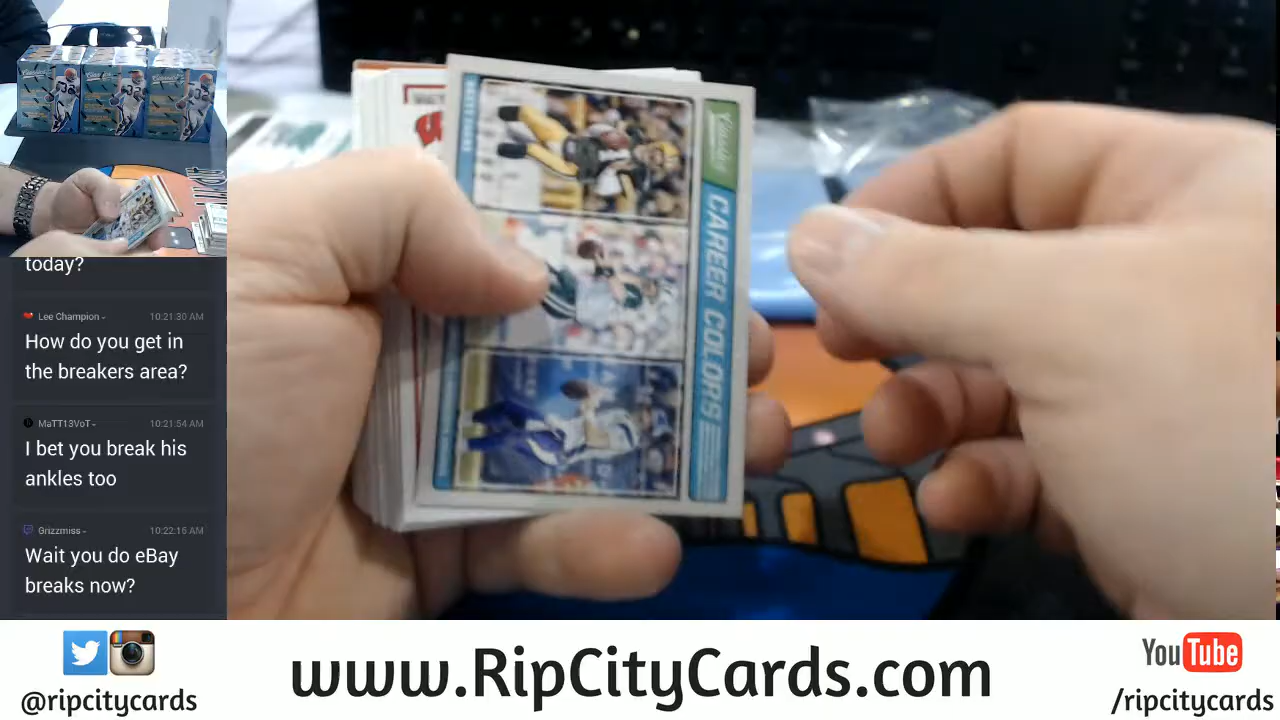 today?
Lee Champion
10:21:30 AM
How do you get in
the breakers area?
MaTT13VoT
10:21:54 AM
I bet you break his
ankles too
Grizzmiss
10:22:16 AM
Wait you do eBay
breaks now?
Classics
CAREER COLORS
@ripcitycards
www.RipCityCards.com
YouTube
/ripcitycards